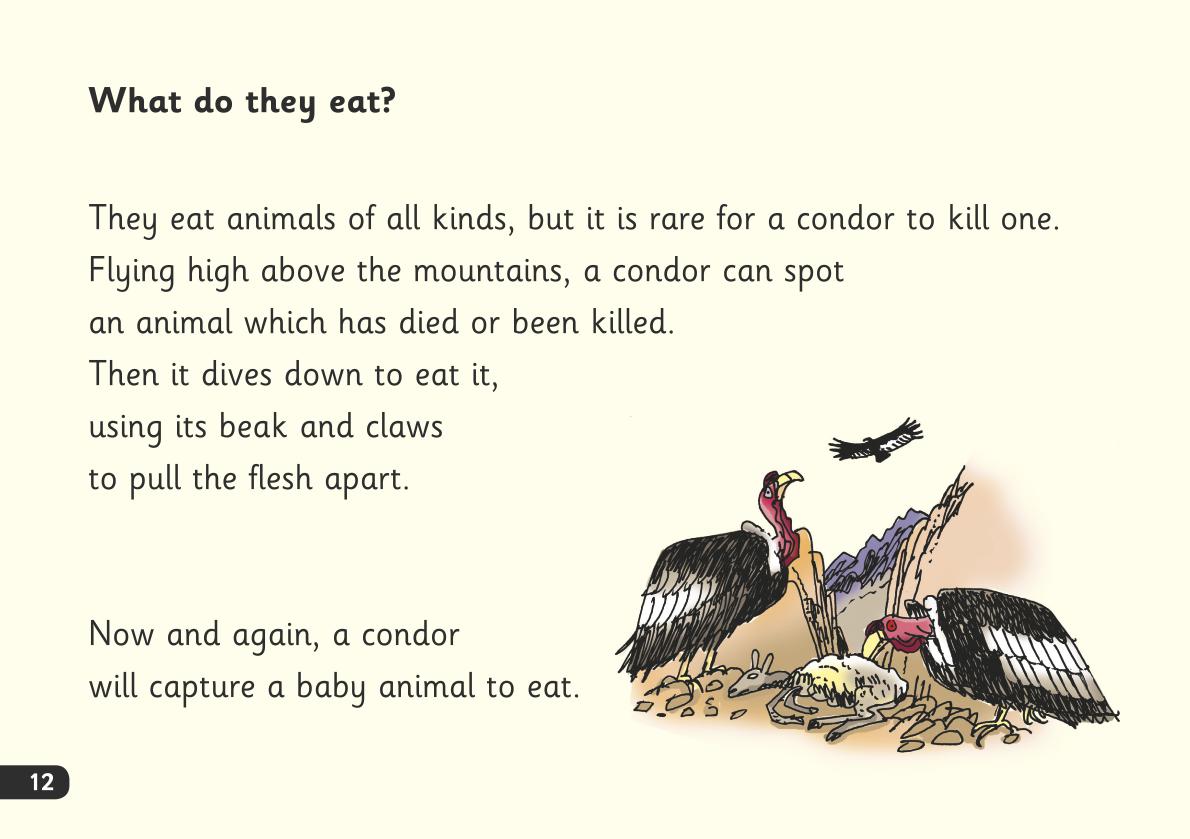 What do they eat?
They eat animals of all kinds, but it is rare for a condor to kill one.
Flying high above the mountains, a condor can spot
an animal which has died or been killed.
Then it dives down to eat it,
using its beak and claws
to pull the flesh apart.
Now and again, a condor
will capture a baby animal to eat.
12